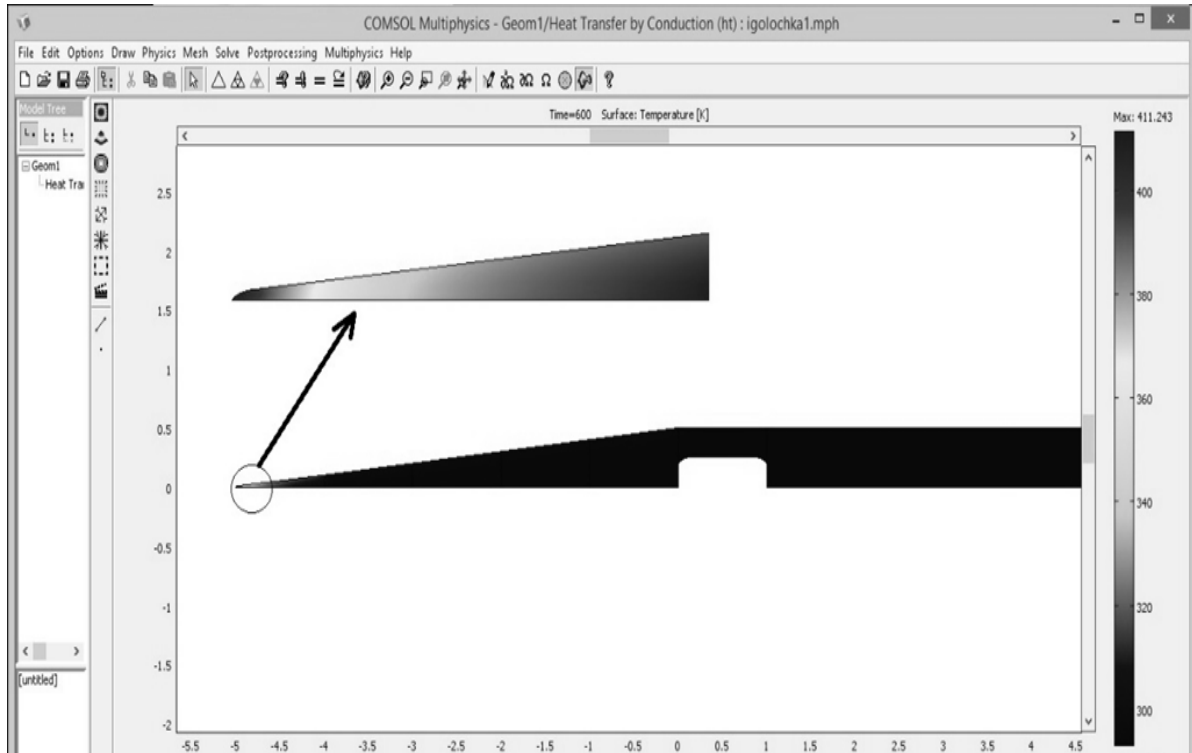 COMSOL Multiphysics - Geom1/Heat Transfer by Conduction (ht) : igolochka1.mph
File Edit Options Draw Physics Mesh Solve Postprocessing Multiphysics Help
Model Tree
Time=600 Surface: Temperature [K]
Max: 411.243
Geom1
Heat Tra
2.5
2
1.5
1
0.5
0
-0.5
-1
-1.5
-2
400
380
360
340
320
300
[untitled]
-5.5 -5 -4.5 -4 -3.5 -3 -2.5 -2 -1.5 -1 -0.5 0 0.5 1 1.5 2 2.5 3 3.5 4 4.5